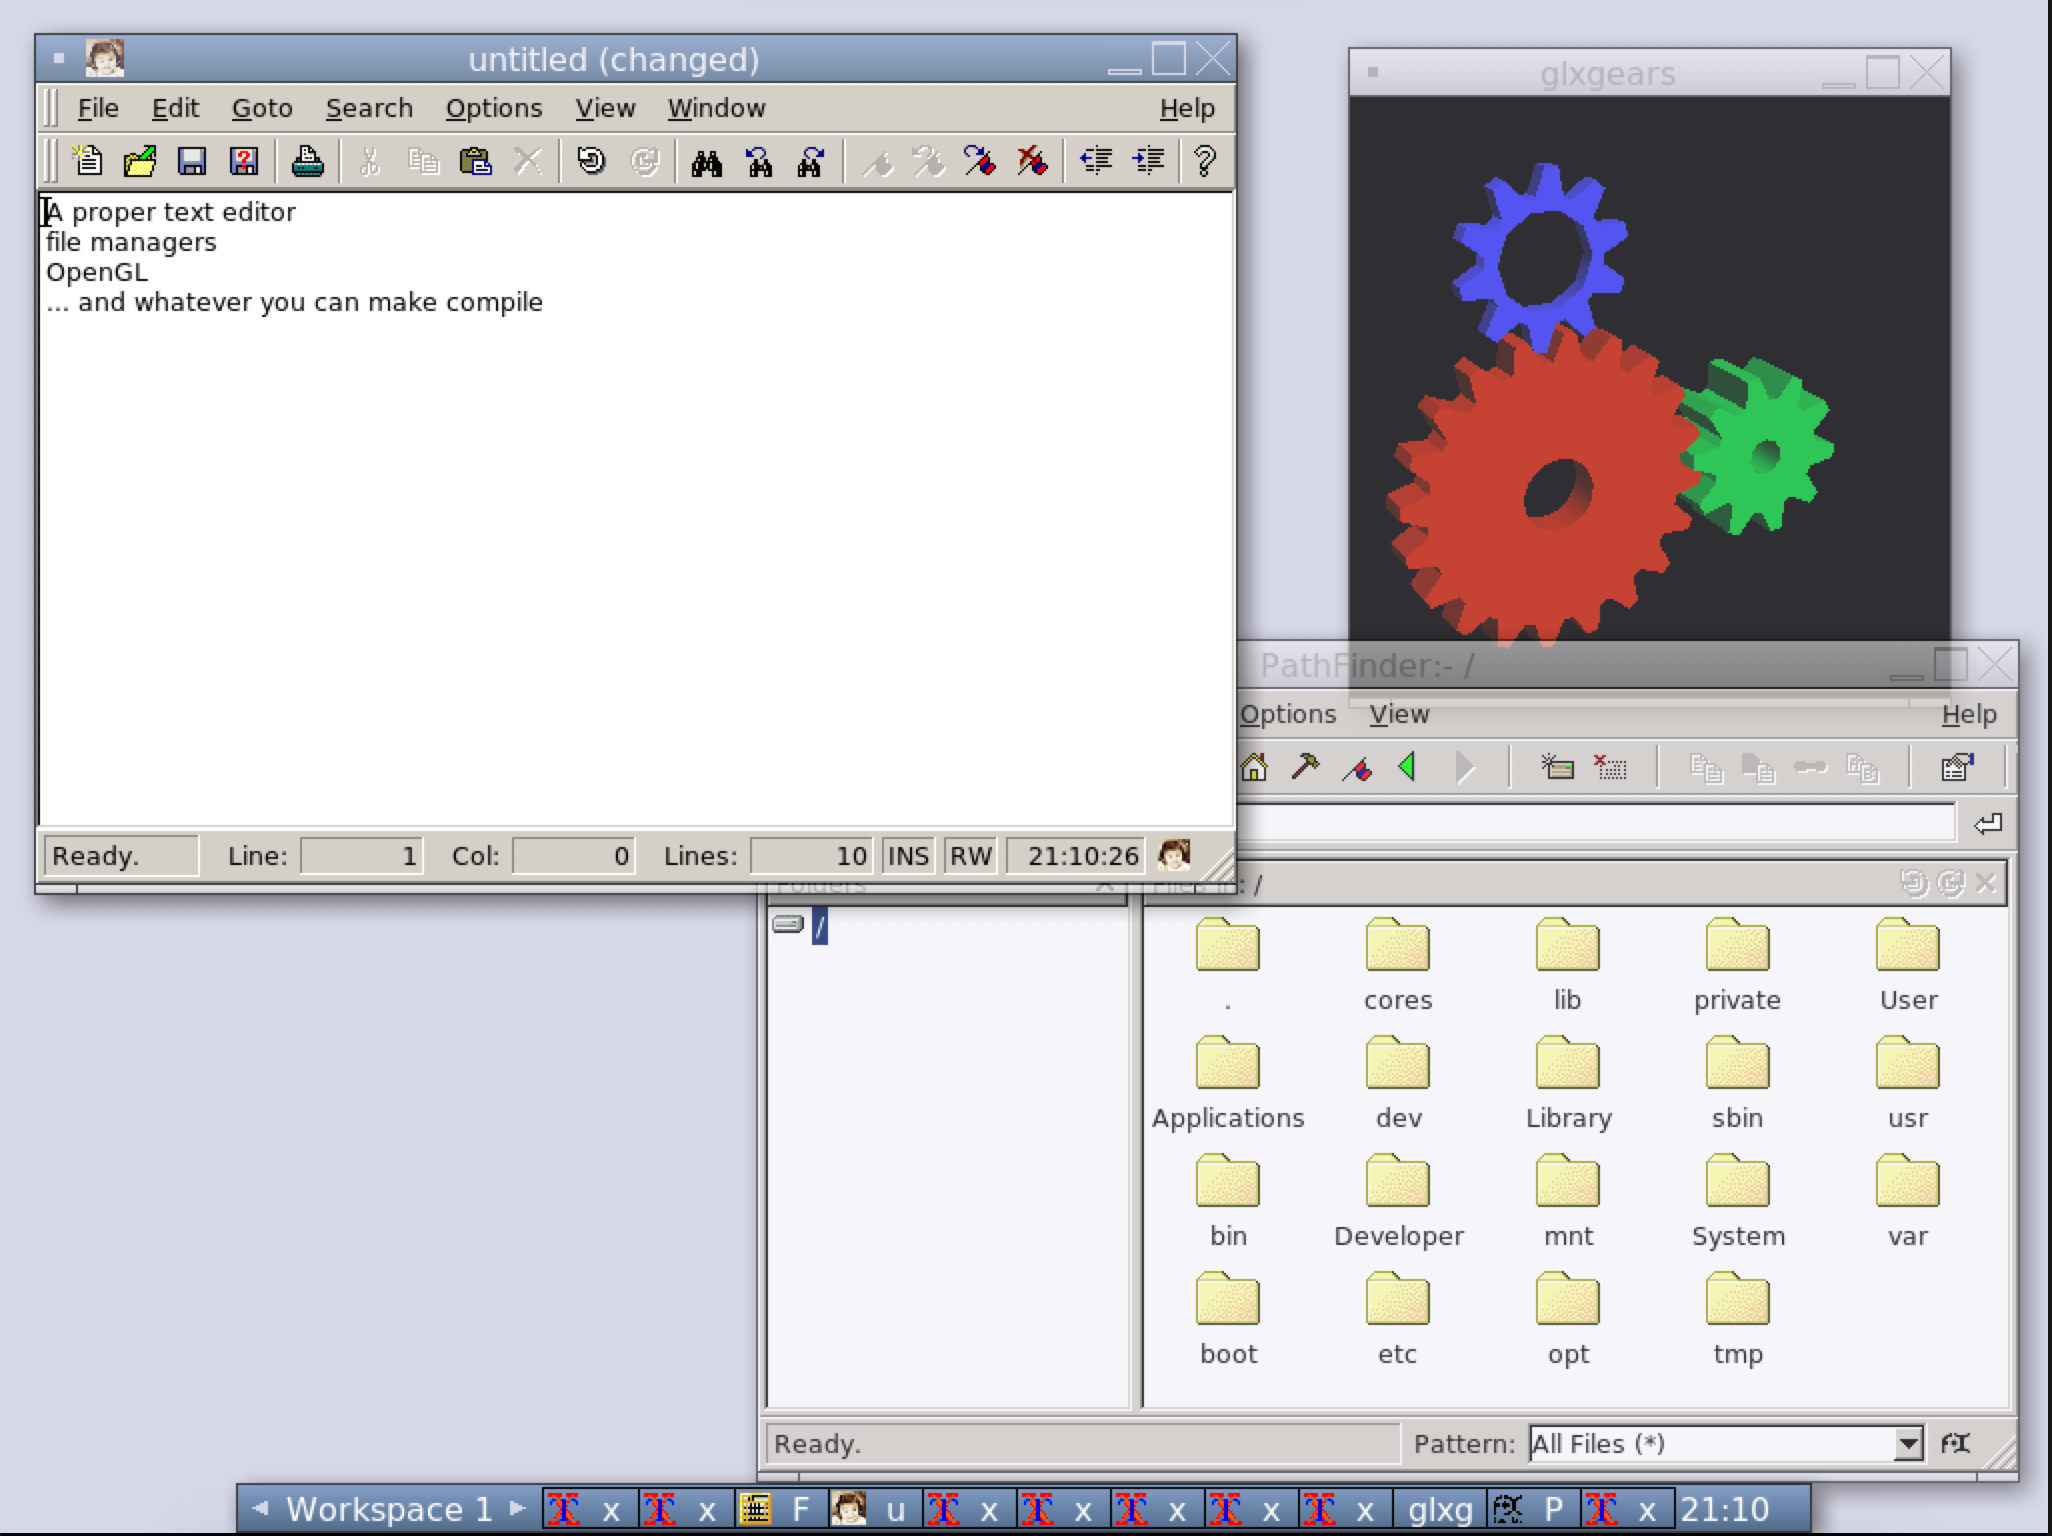 untitled (changed)
File Edit Goto Search Options View Window Help
A proper text editor
file managers
OpenGL
... and whatever you can make compile
Ready. Line: 1 Col: 0 Lines: 10 INS RW 21:10:26
glxgears
PathFinder:- /
Options View Help
Folders
Files in: /
/
. cores lib private User
Applications dev Library sbin usr
bin Developer mnt System var
boot etc opt tmp
Ready. Pattern: All Files (*)
Workspace 1 x x F u x x x x x glxg P x 21:10